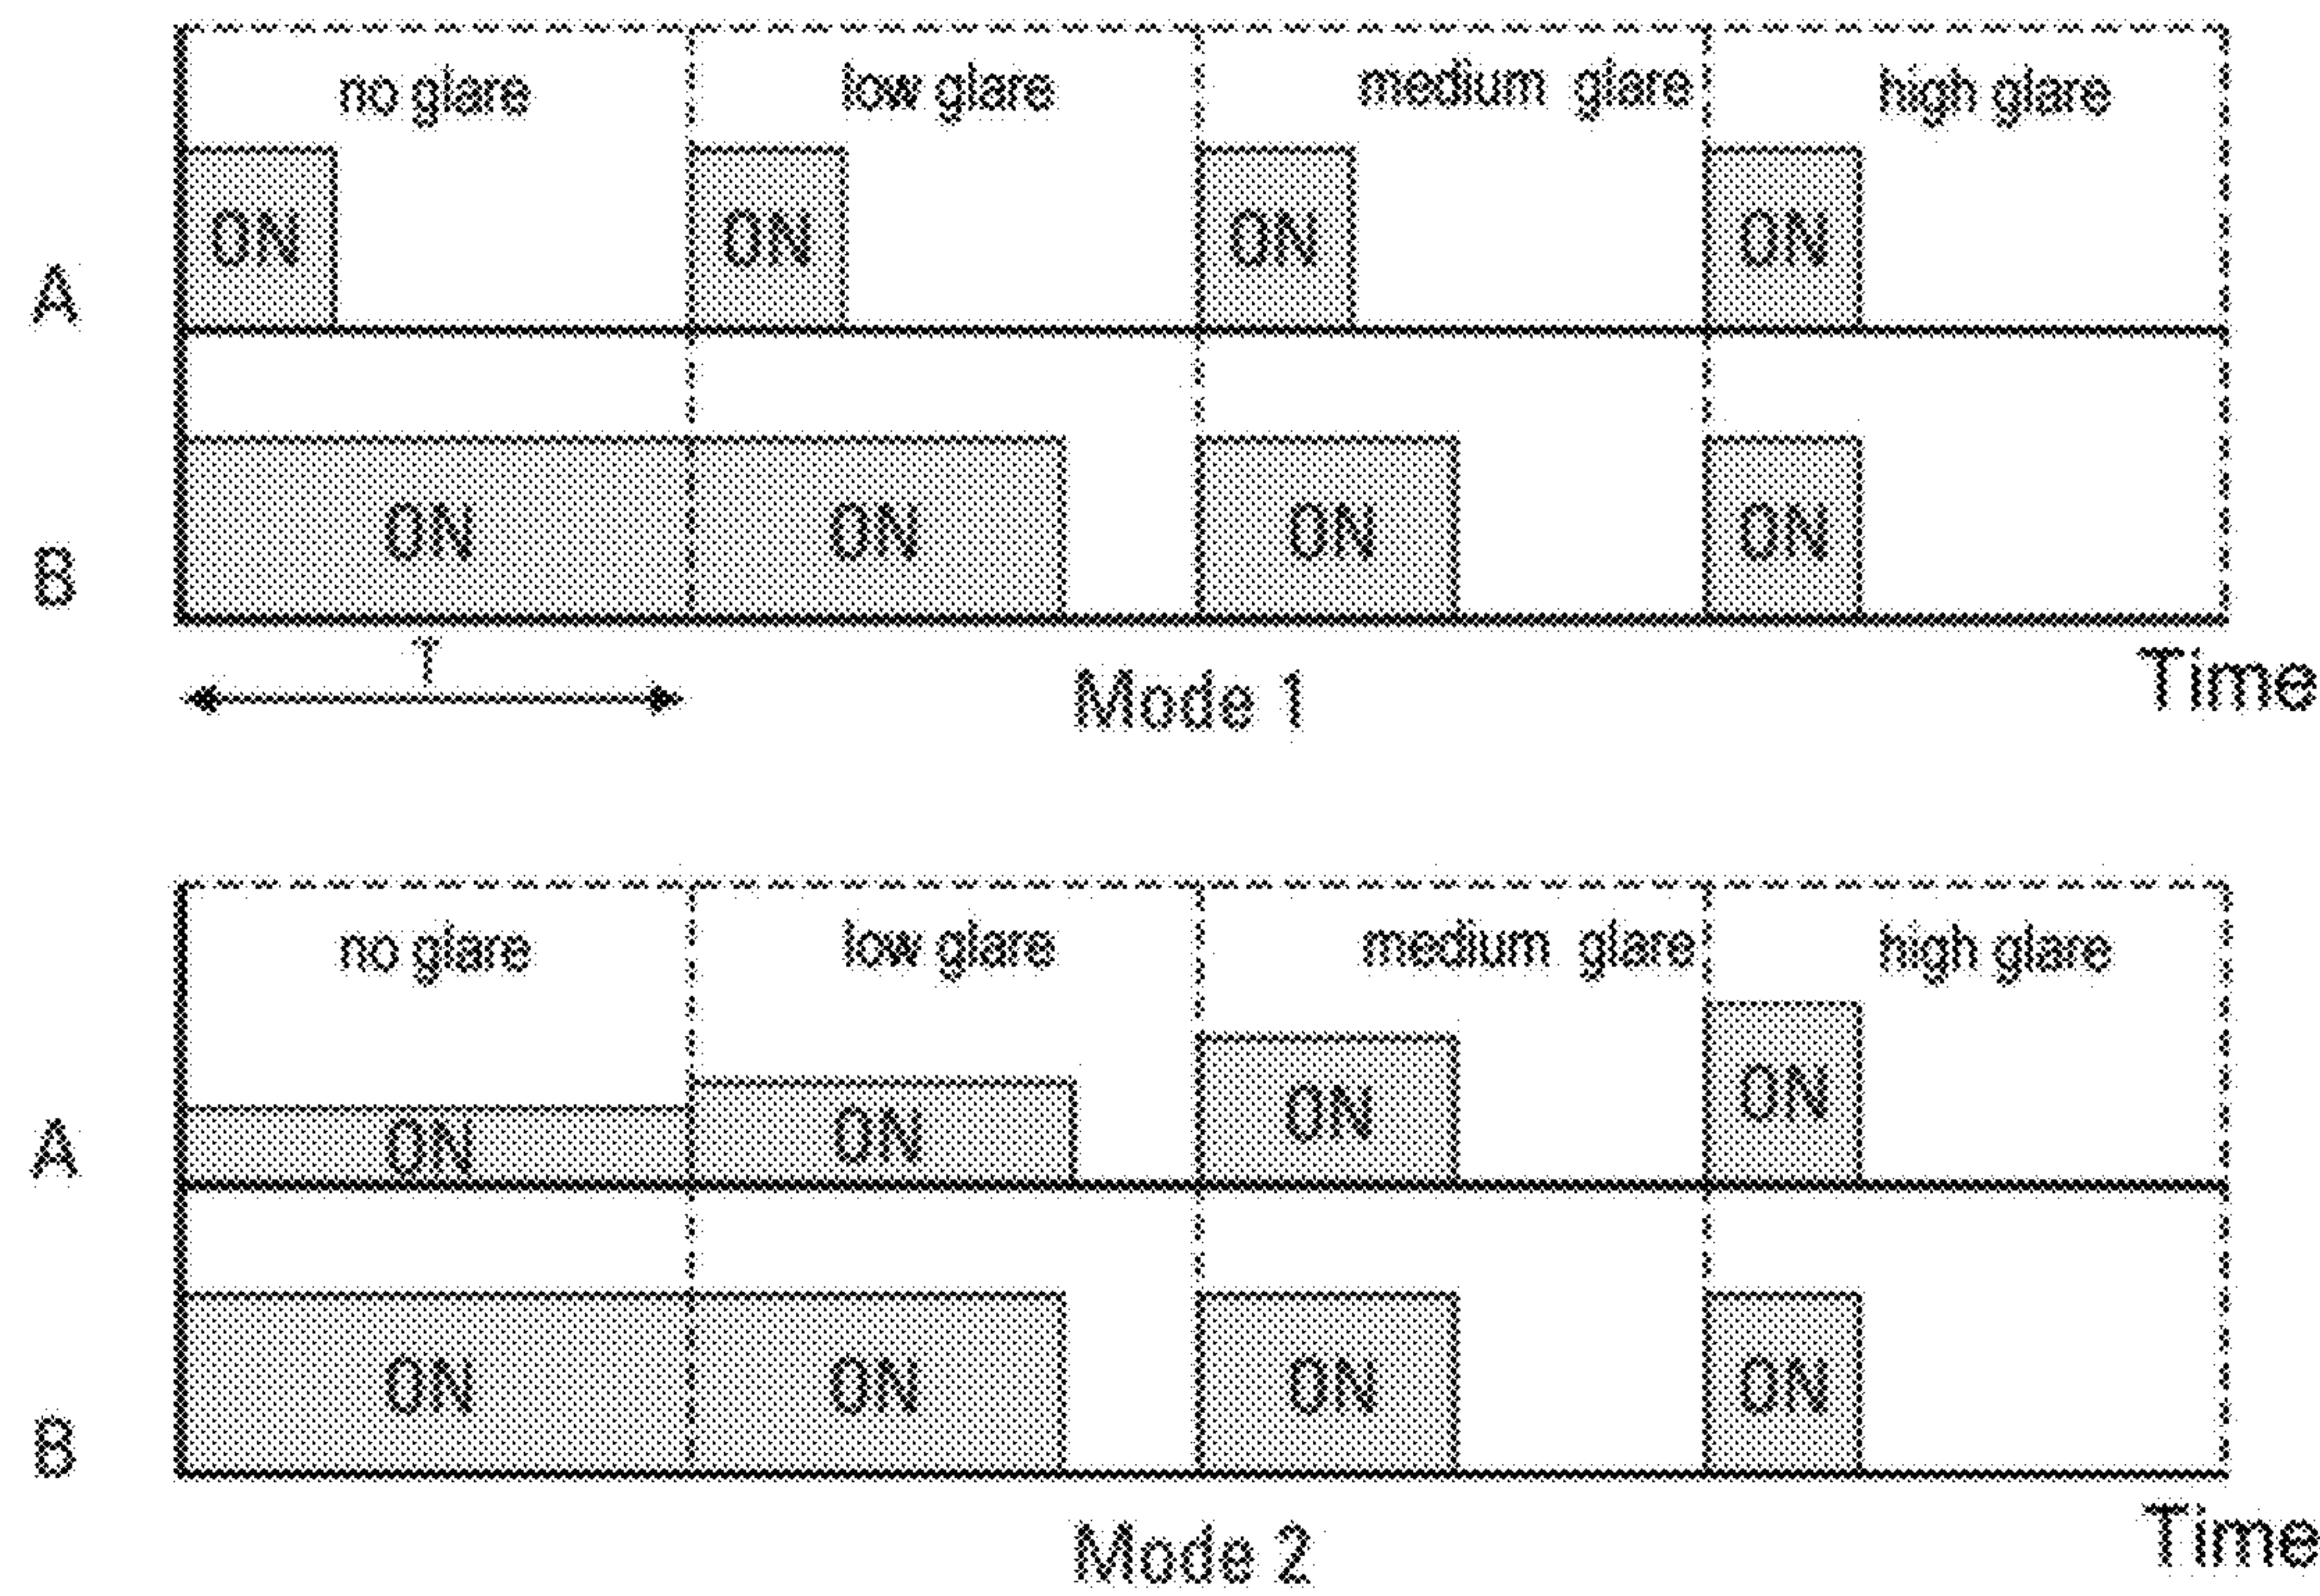 no glare low glare medium glare high glare
ON ON ON ON
A
ON ON ON ON
B
T
Mode 1
Time
no glare low glare medium glare high glare
ON ON ON ON
A
ON ON ON ON
B
Mode 2
Time